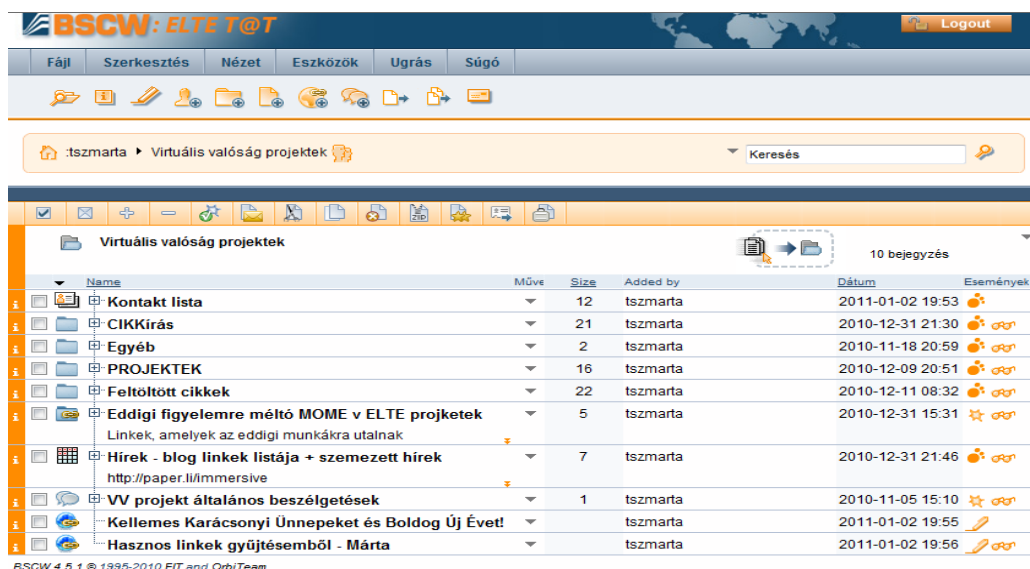 BSCW: ELTE T@T Logout
Fájl Szerkesztés Nézet Eszközök Ugrás Súgó
:tszmarta Virtuális valóság projektek Keresés
Virtuális valóság projektek 10 bejegyzés
Name Műve Size Added by Dátum Események
Kontakt lista 12 tszmarta 2011-01-02 19:53
CIKKírás 21 tszmarta 2010-12-31 21:30
Egyéb 2 tszmarta 2010-11-18 20:59
PROJEKTEK 16 tszmarta 2010-12-09 20:51
Feltöltött cikkek 22 tszmarta 2010-12-11 08:32
Eddigi figyelemre méltó MOME v ELTE projketek 5 tszmarta 2010-12-31 15:31
Linkek, amelyek az eddigi munkákra utalnak
Hírek - blog linkek listája + szemezett hírek 7 tszmarta 2010-12-31 21:46
http://paper.li/immersive
VV projekt általános beszélgetések 1 tszmarta 2010-11-05 15:10
Kellemes Karácsonyi Ünnepeket és Boldog Új Évet! tszmarta 2011-01-02 19:55
Hasznos linkek gyűjtésemből - Márta tszmarta 2011-01-02 19:56
BSCW 4.5.1 © 1995-2010 FIT and OrbiTeam